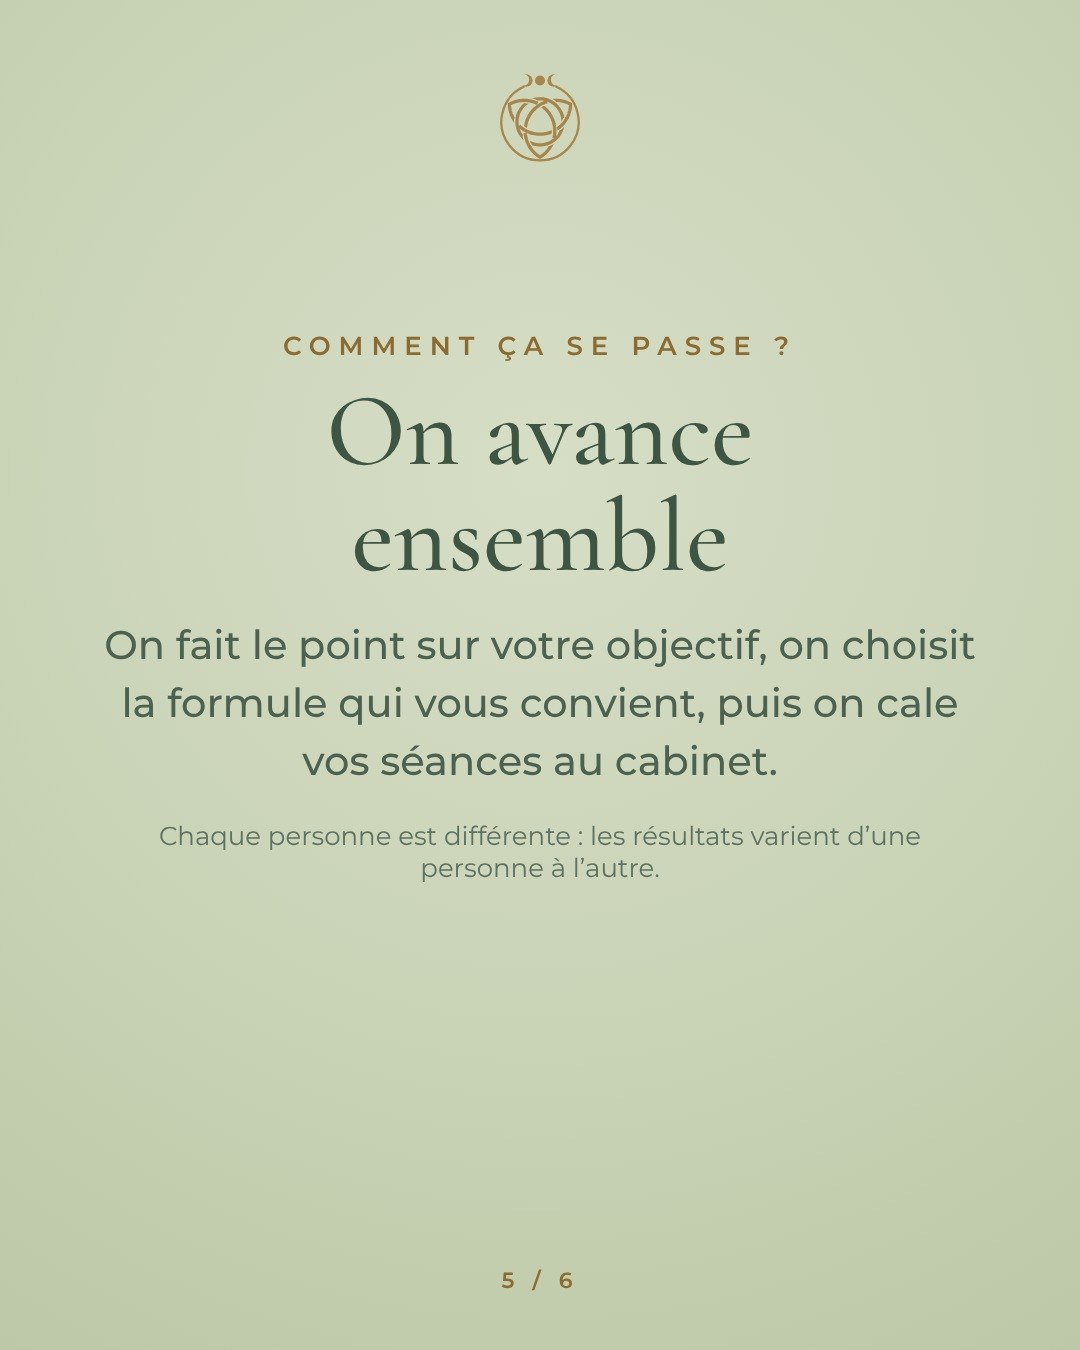 COMMENT ÇA SE PASSE ?
On avance
ensemble
On fait le point sur votre objectif, on choisit
la formule qui vous convient, puis on cale
vos séances au cabinet.
Chaque personne est différente : les résultats varient d’une
personne à l’autre.
5 / 6